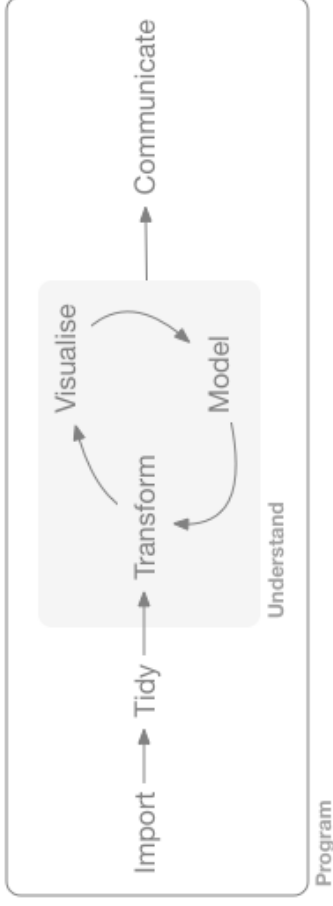 Import
Tidy
Transform
Visualise
Model
Communicate
Understand
Program